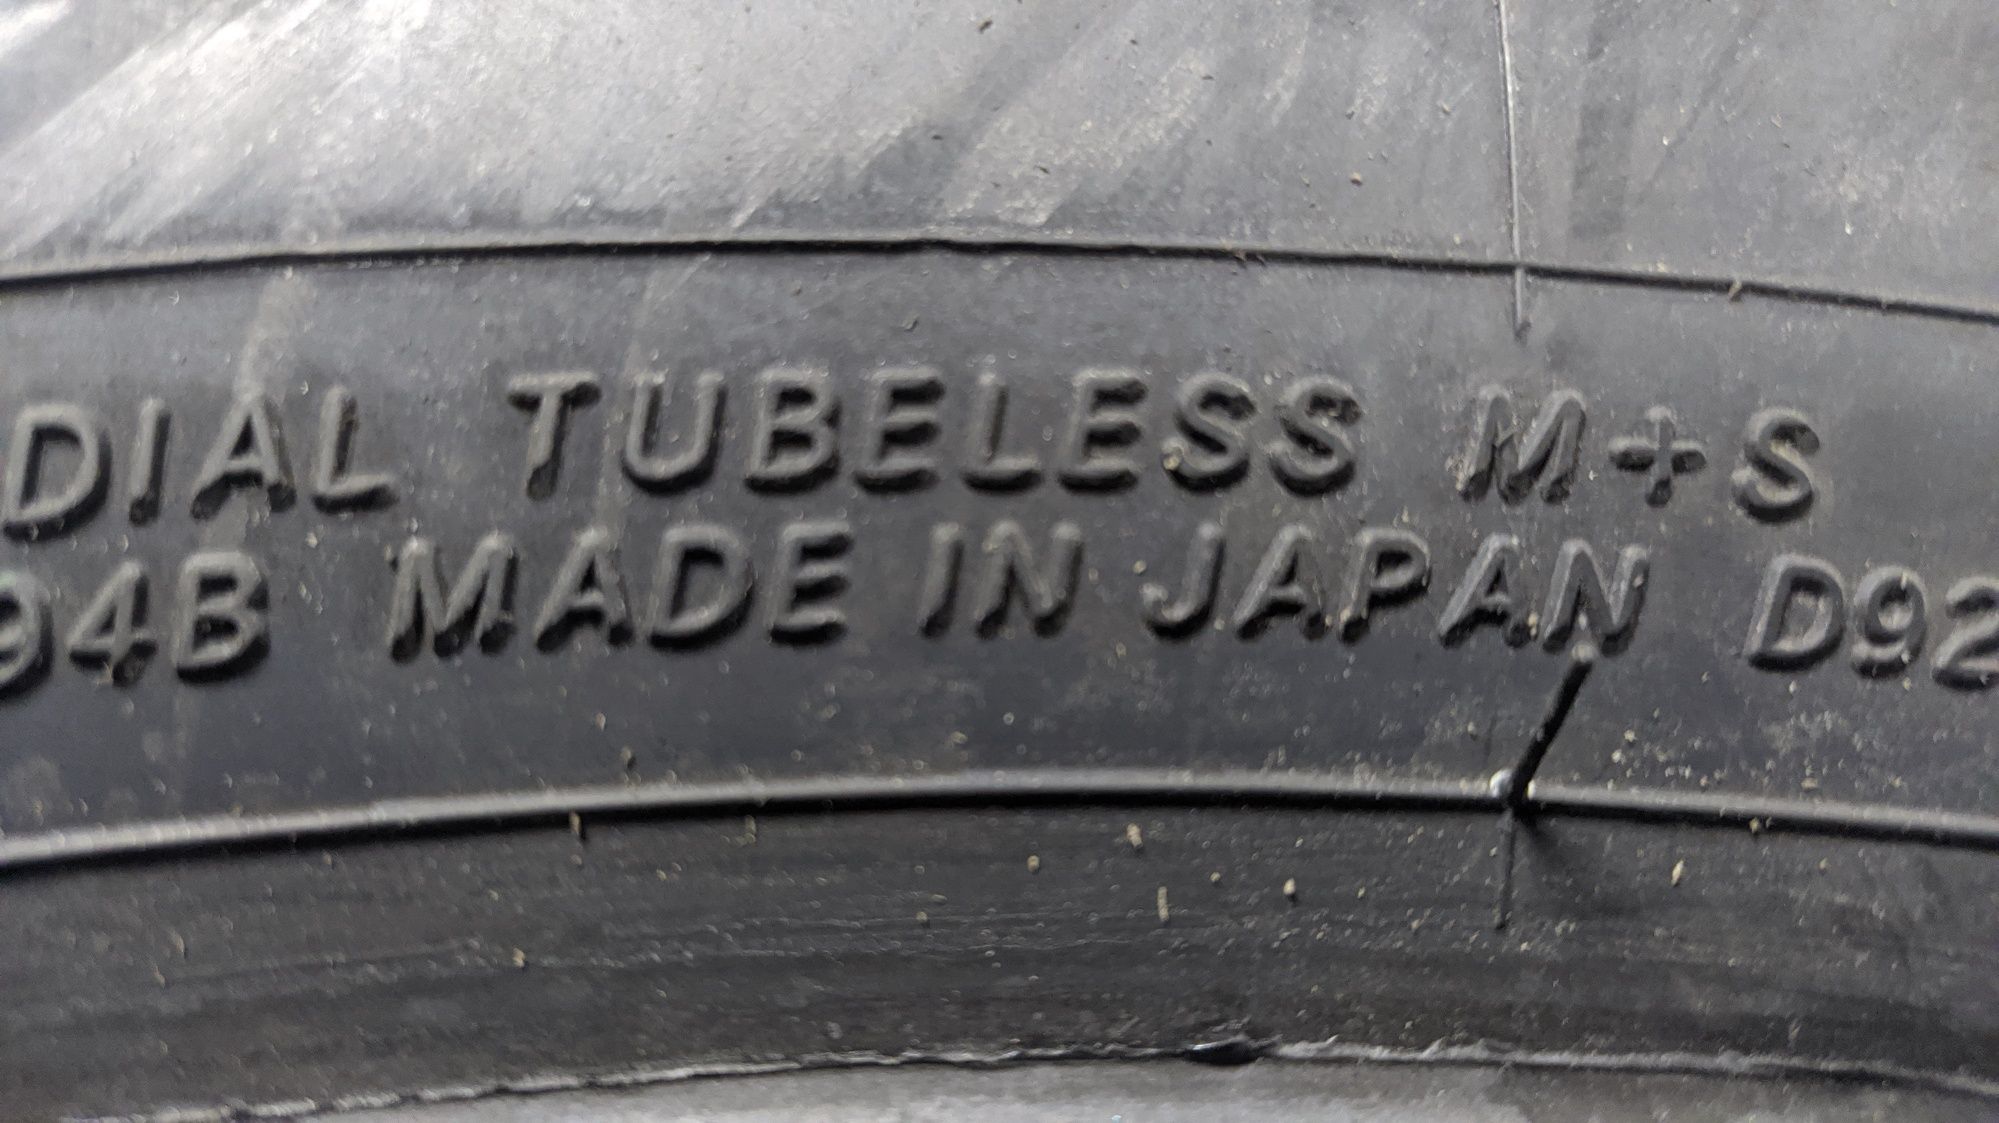 DIAL TUBELESS M+S
94B MADE IN JAPAN D92